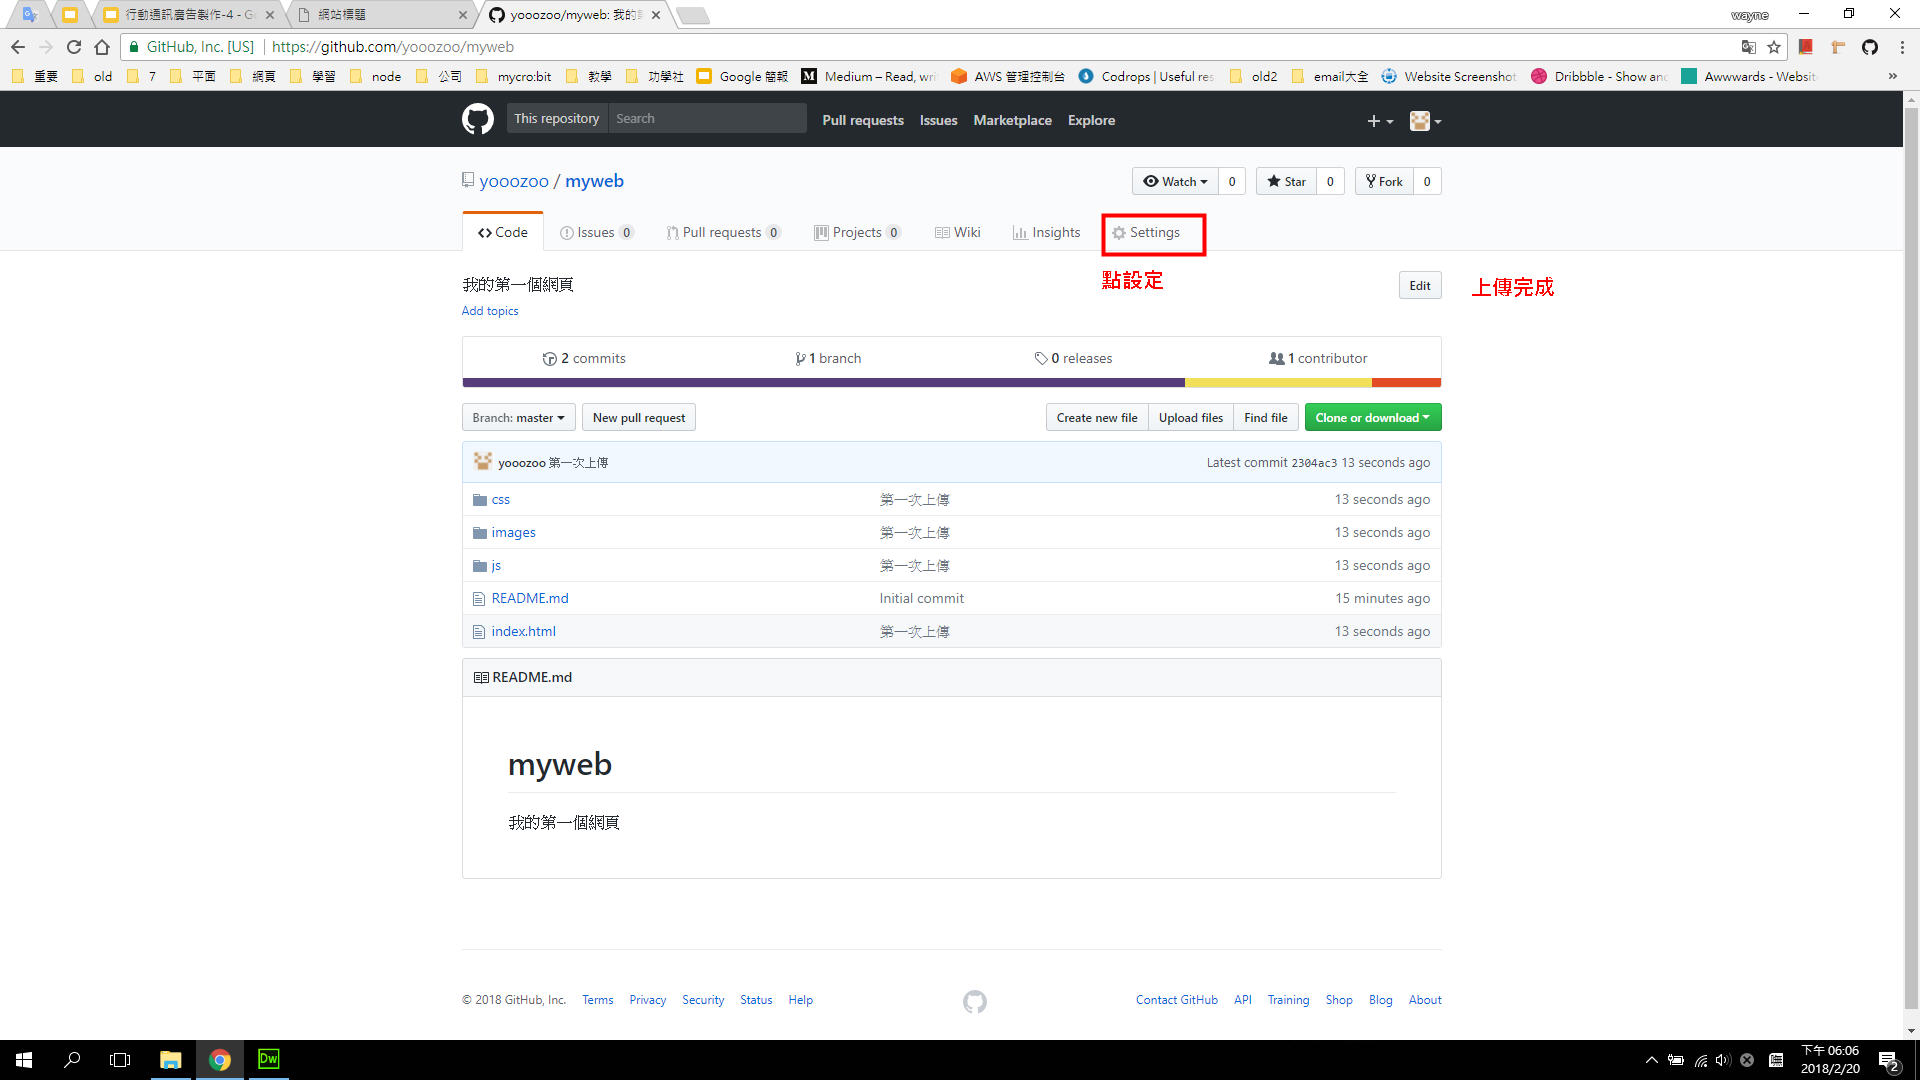 行動通訊廣告製作-4 - G
網站標題
yooozoo/myweb: 我的
wayne
GitHub, Inc. [US] https://github.com/yooozoo/myweb
重要 old 7 平面 網頁 學習 node 公司 mycro:bit 教學 功學社 Google 簡報 Medium – Read, wri AWS 管理控制台 Codrops | Useful res old2 email大全 Website Screenshot Dribbble - Show and Awwwards - Websit »
This repository Search Pull requests Issues Marketplace Explore
yooozoo / myweb
Watch 0 Star 0 Fork 0
Code Issues 0 Pull requests 0 Projects 0 Wiki Insights Settings
點設定
上傳完成
我的第一個網頁
Edit
Add topics
2 commits 1 branch 0 releases 1 contributor
Branch: master New pull request Create new file Upload files Find file Clone or download
yooozoo 第一次上傳 Latest commit 2304ac3 13 seconds ago
css 第一次上傳 13 seconds ago
images 第一次上傳 13 seconds ago
js 第一次上傳 13 seconds ago
README.md Initial commit 15 minutes ago
index.html 第一次上傳 13 seconds ago
README.md
myweb
我的第一個網頁
© 2018 GitHub, Inc. Terms Privacy Security Status Help Contact GitHub API Training Shop Blog About
Dw
下午 06:06
2018/2/20
2